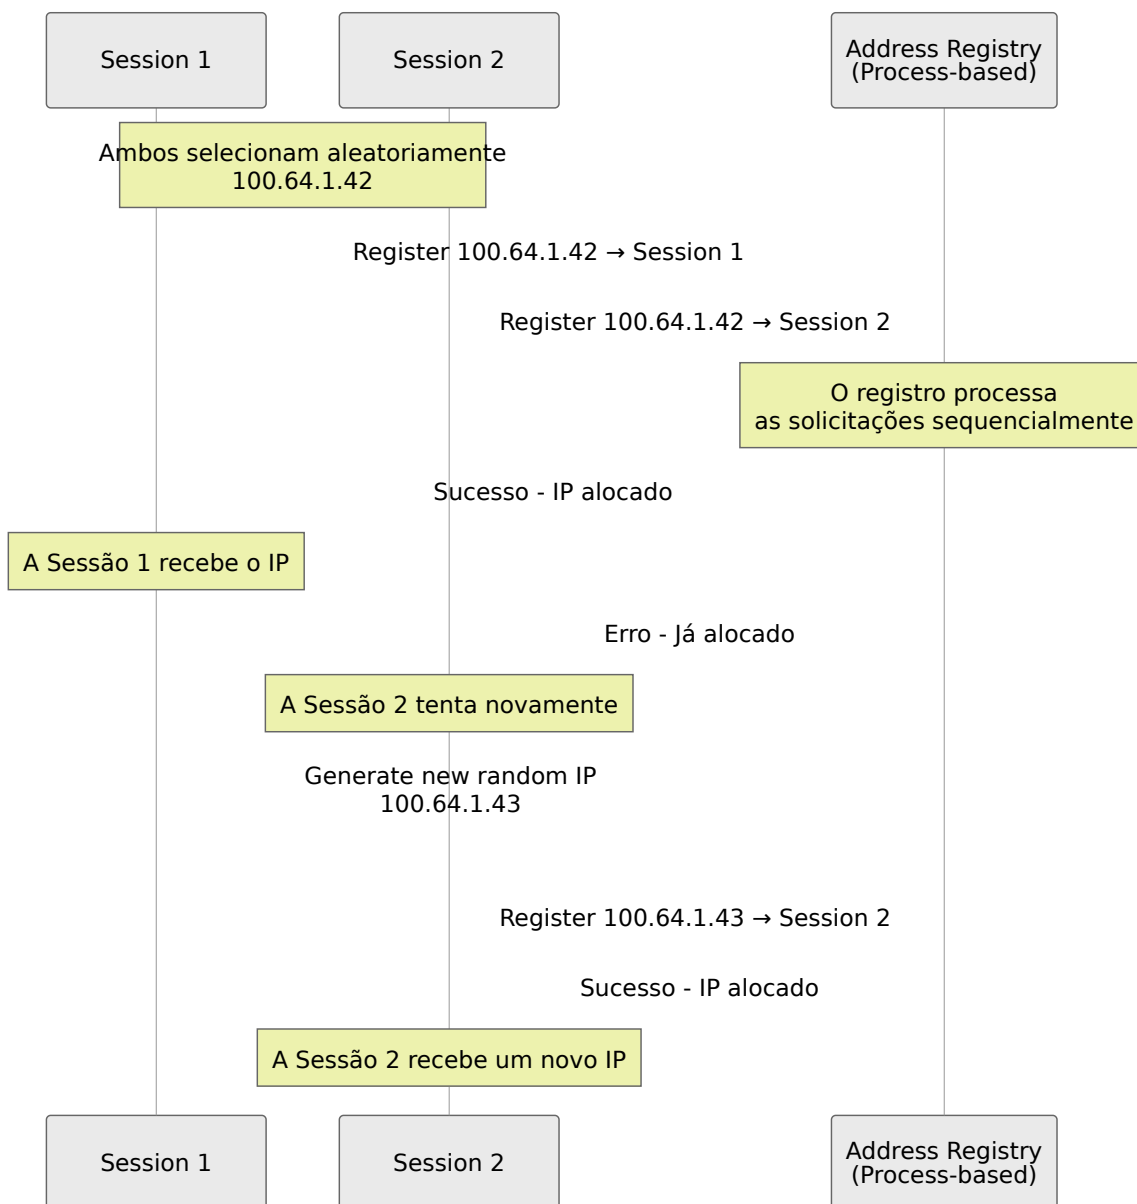 Session 1
Session 2
Address Registry
(Process-based)
Ambos selecionam aleatoriamente
100.64.1.42
Register 100.64.1.42 → Session 1
Register 100.64.1.42 → Session 2
O registro processa
as solicitações sequencialmente
Sucesso - IP alocado
A Sessão 1 recebe o IP
Erro - Já alocado
A Sessão 2 tenta novamente
Generate new random IP
100.64.1.43
Register 100.64.1.43 → Session 2
Sucesso - IP alocado
A Sessão 2 recebe um novo IP
Session 1
Session 2
Address Registry
(Process-based)